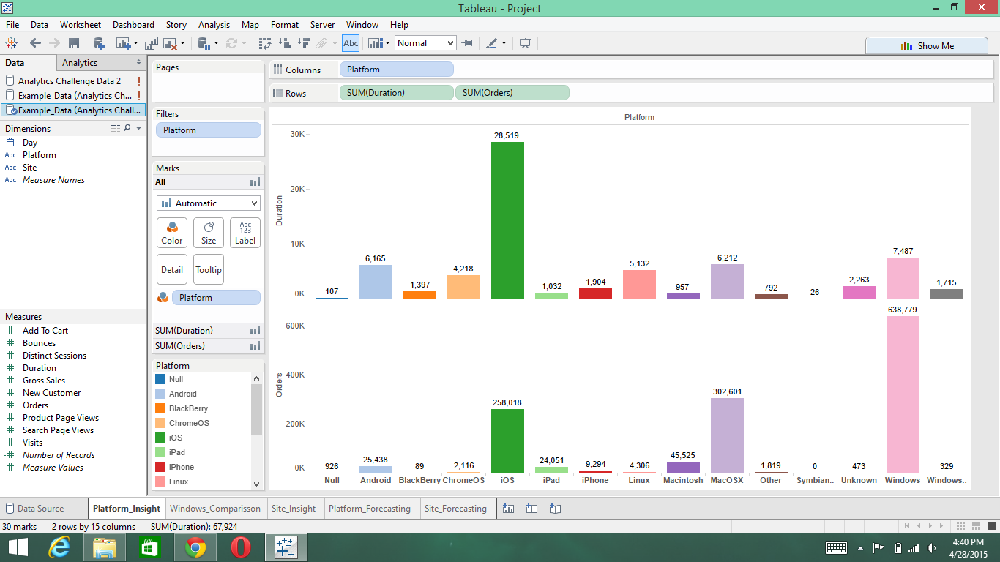 Tableau - Project
File Data Worksheet Dashboard Story Analysis Map Format Server Window Help
Abc Normal Show Me
Data Analytics
Analytics Challenge Data 2 !
Example_Data (Analytics Ch... !
Example_Data (Analytics Chall...
Dimensions
Day
Abc Platform
Abc Site
Abc Measure Names
Measures
Add To Cart
Bounces
Distinct Sessions
Duration
Gross Sales
New Customer
Orders
Product Page Views
Search Page Views
Visits
Number of Records
Measure Values
Pages
Filters
Platform
Marks
All
Automatic
Color Size Abc 123 Label
Detail Tooltip
Platform
SUM(Duration)
SUM(Orders)
Platform
Null
Android
BlackBerry
ChromeOS
iOS
iPad
iPhone
Linux
Columns Platform
Rows SUM(Duration) SUM(Orders)
Platform
Duration
30K
20K
10K
0K
107 6,165 1,397 4,218 28,519 1,032 1,904 5,132 957 6,212 792 26 2,263 7,487 1,715
Orders
600K
400K
200K
0K
926 25,438 89 2,116 258,018 24,051 9,294 4,306 45,525 302,601 1,819 0 473 638,779 329
Null Android BlackBerry ChromeOS iOS iPad iPhone Linux Macintosh MacOSX Other Symbian.. Unknown Windows Windows..
Data Source Platform_Insight Windows_Comparisson Site_Insight Platform_Forecasting Site_Forecasting
30 marks 2 rows by 15 columns SUM(Duration): 67,924
4:40 PM
4/28/2015